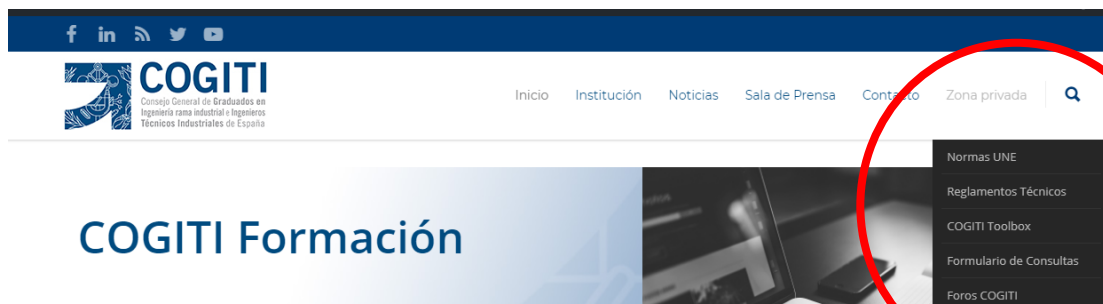 COGITI
Consejo General de Graduados en
Ingeniería rama industrial e Ingenieros
Técnicos Industriales de España
Inicio Institución Noticias Sala de Prensa Contacto Zona privada
Normas UNE
Reglamentos Técnicos
COGITI Toolbox
Formulario de Consultas
Foros COGITI
COGITI Formación